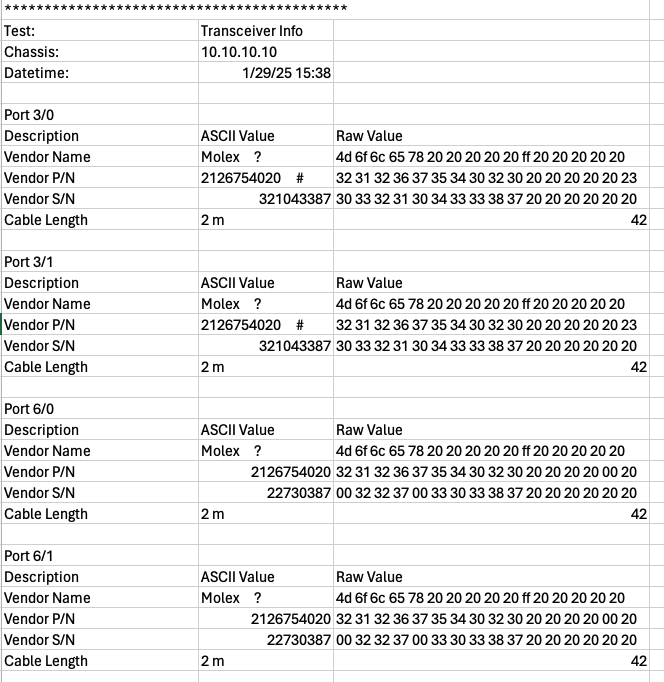 *******************************************
Test: Transceiver Info
Chassis: 10.10.10.10
Datetime: 1/29/25 15:38
Port 3/0
Description ASCII Value Raw Value
Vendor Name Molex ? 4d 6f 6c 65 78 20 20 20 20 20 ff 20 20 20 20 20
Vendor P/N 2126754020 # 32 31 32 36 37 35 34 30 32 30 20 20 20 20 20 23
Vendor S/N 321043387 30 33 32 31 30 34 33 33 38 37 20 20 20 20 20 20
Cable Length 2 m 42
Port 3/1
Description ASCII Value Raw Value
Vendor Name Molex ? 4d 6f 6c 65 78 20 20 20 20 20 ff 20 20 20 20 20
Vendor P/N 2126754020 # 32 31 32 36 37 35 34 30 32 30 20 20 20 20 20 23
Vendor S/N 321043387 30 33 32 31 30 34 33 33 38 37 20 20 20 20 20 20
Cable Length 2 m 42
Port 6/0
Description ASCII Value Raw Value
Vendor Name Molex ? 4d 6f 6c 65 78 20 20 20 20 20 ff 20 20 20 20 20
Vendor P/N 2126754020 32 31 32 36 37 35 34 30 32 30 20 20 20 20 00 20
Vendor S/N 22730387 00 32 32 37 00 33 30 33 38 37 20 20 20 20 20 20
Cable Length 2 m 42
Port 6/1
Description ASCII Value Raw Value
Vendor Name Molex ? 4d 6f 6c 65 78 20 20 20 20 20 ff 20 20 20 20 20
Vendor P/N 2126754020 32 31 32 36 37 35 34 30 32 30 20 20 20 20 00 20
Vendor S/N 22730387 00 32 32 37 00 33 30 33 38 37 20 20 20 20 20 20
Cable Length 2 m 42